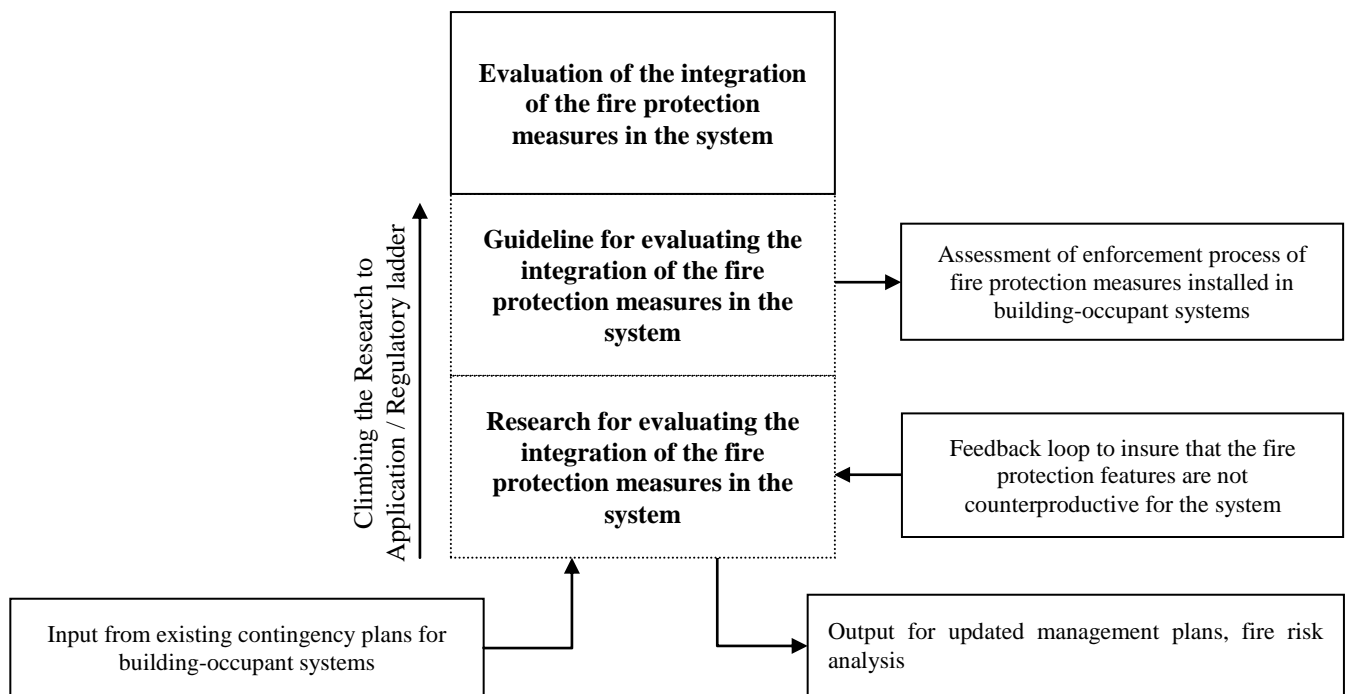 Evaluation of the integration
of the fire protection
measures in the system
Climbing the Research to
Application / Regulatory ladder
Guideline for evaluating the
integration of the fire
protection measures in the
system
Assessment of enforcement process of
fire protection measures installed in
building-occupant systems
Research for evaluating the
integration of the fire
protection measures in the
system
Feedback loop to insure that the fire
protection features are not
counterproductive for the system
Input from existing contingency plans for
building-occupant systems
Output for updated management plans, fire risk
analysis